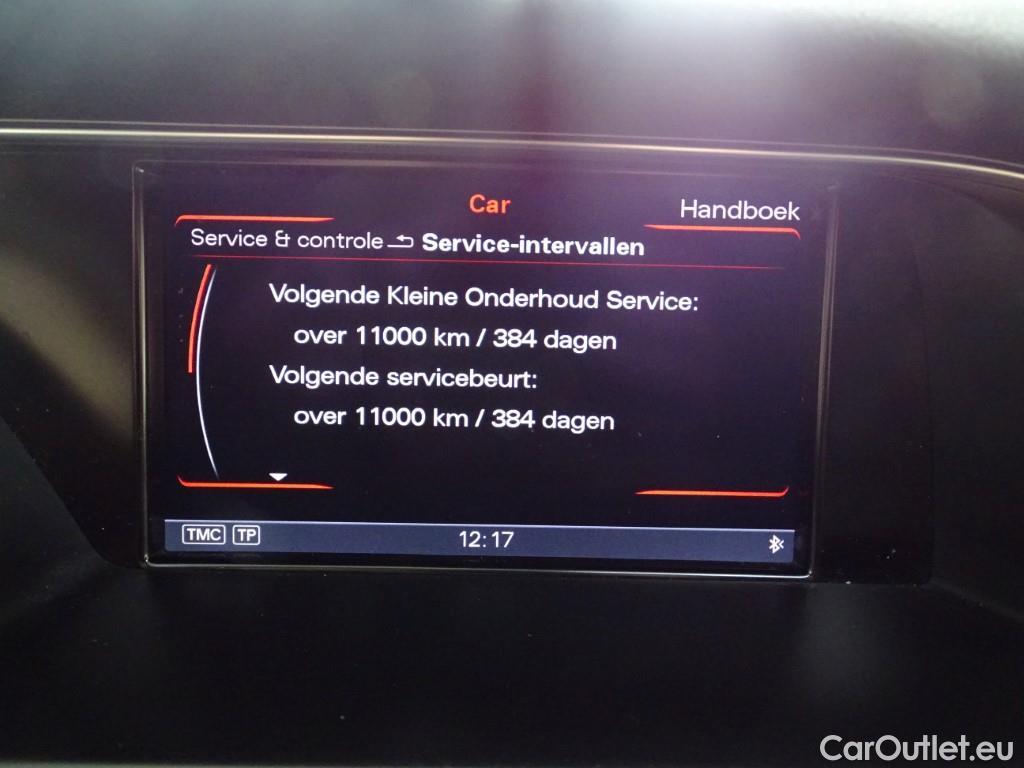 Car
Handboek
Service & controle Service-intervallen
Volgende Kleine Onderhoud Service:
over 11000 km / 384 dagen
Volgende servicebeurt:
over 11000 km / 384 dagen
TMC TP 12:17
CarOutlet.eu